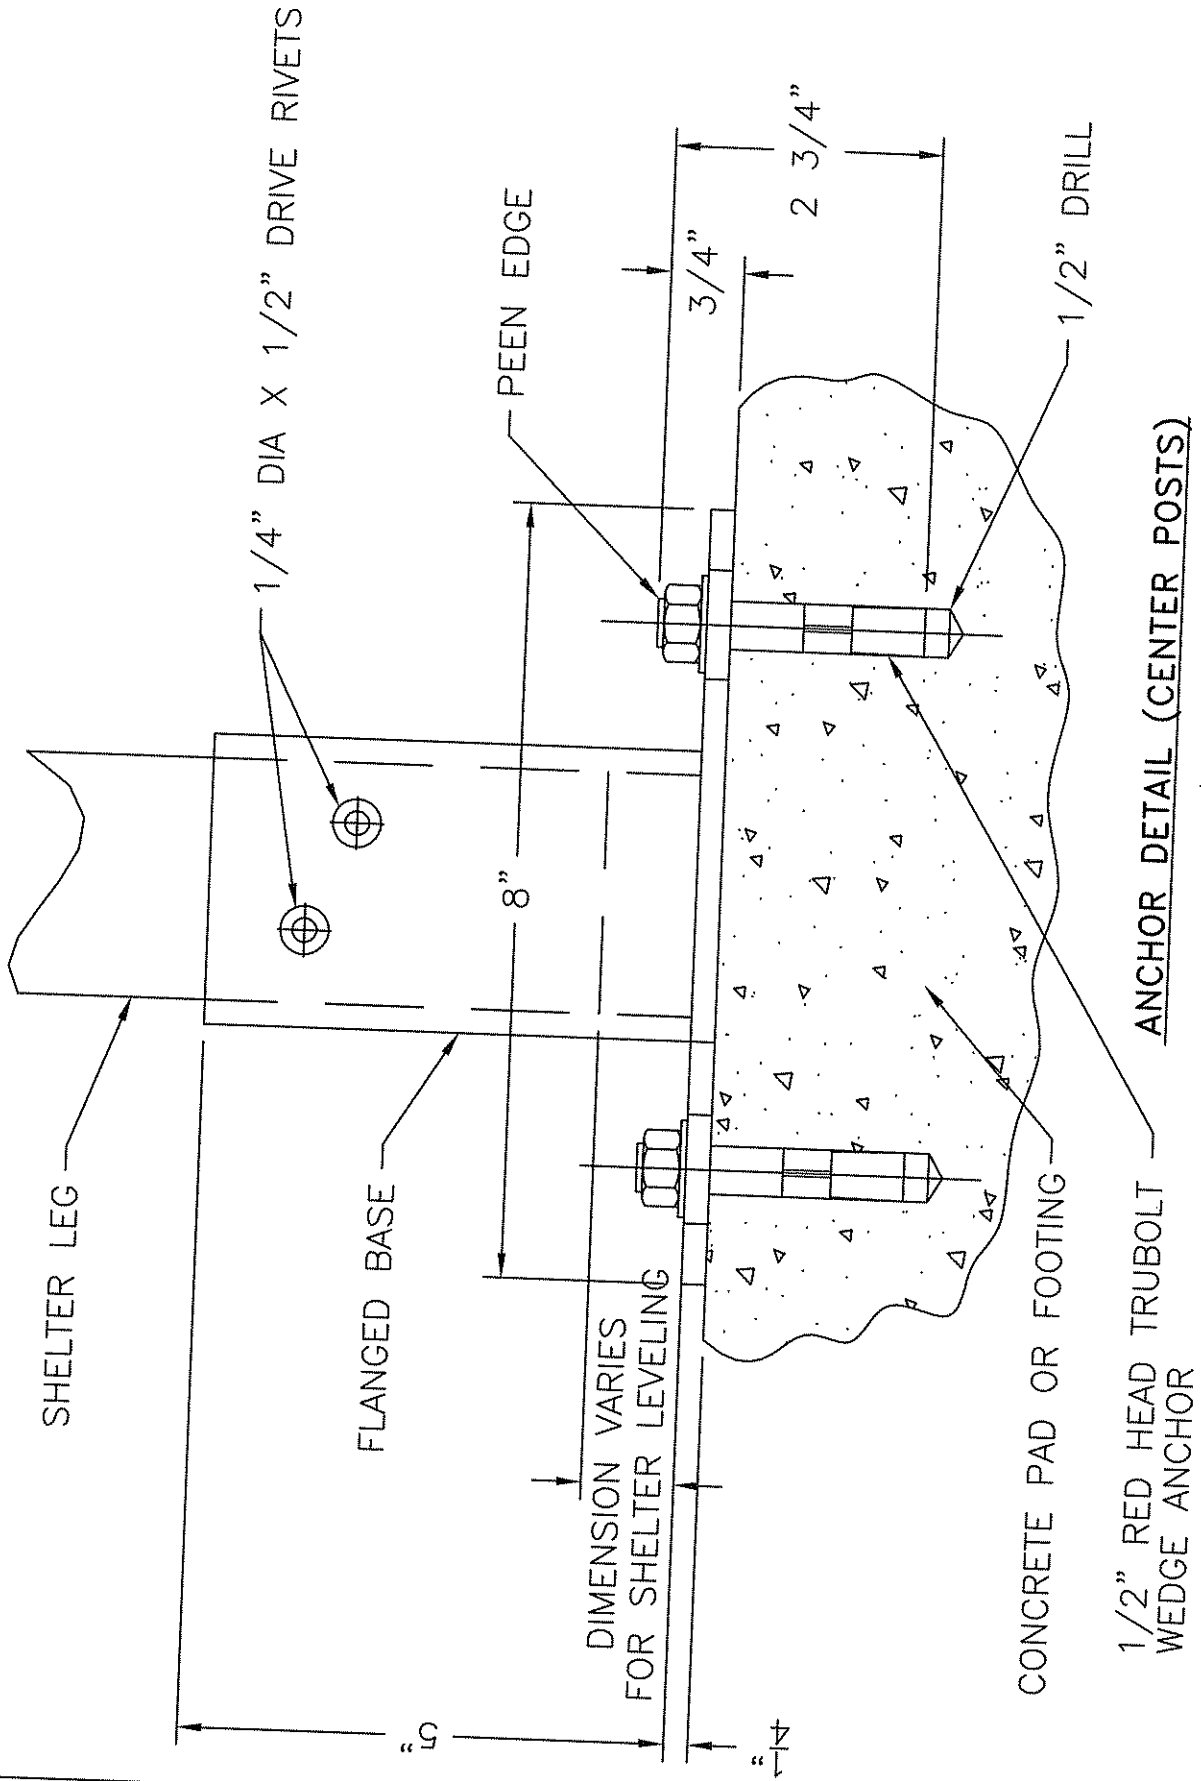 SHELTER LEG
1/4" DIA X 1/2" DRIVE RIVETS
FLANGED BASE
PEEN EDGE
8"
5"
1/4"
DIMENSION VARIES
FOR SHELTER LEVELING
3/4"
2 3/4"
1/2" DRILL
CONCRETE PAD OR FOOTING
1/2" RED HEAD TRUBOLT
WEDGE ANCHOR
ANCHOR DETAIL (CENTER POSTS)